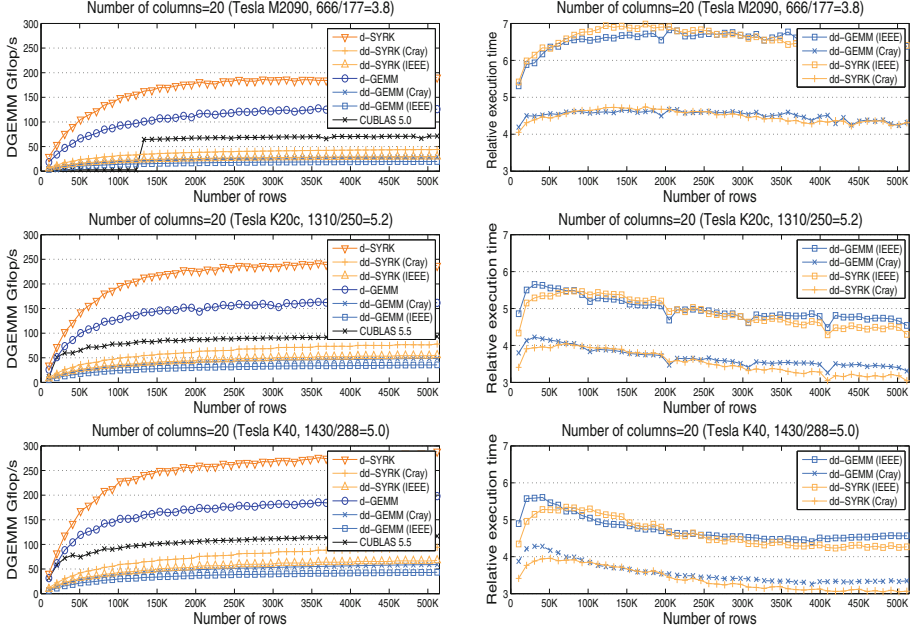 Number of columns=20 (Tesla M2090, 666/177=3.8)
DGEMM Gflop/s
300
250
200
150
100
50
0
d-SYRK
dd-SYRK (Cray)
dd-SYRK (IEEE)
d-GEMM
dd-GEMM (Cray)
dd-GEMM (IEEE)
CUBLAS 5.0
0 50K 100K 150K 200K 250K 300K 350K 400K 450K 500K
Number of rows
Number of columns=20 (Tesla M2090, 666/177=3.8)
Relative execution time
7
6
5
4
3
dd-GEMM (IEEE)
dd-GEMM (Cray)
dd-SYRK (IEEE)
dd-SYRK (Cray)
0 50K 100K 150K 200K 250K 300K 350K 400K 450K 500K
Number of rows
Number of columns=20 (Tesla K20c, 1310/250=5.2)
DGEMM Gflop/s
300
250
200
150
100
50
0
d-SYRK
dd-SYRK (Cray)
dd-SYRK (IEEE)
d-GEMM
dd-GEMM (Cray)
dd-GEMM (IEEE)
CUBLAS 5.5
0 50K 100K 150K 200K 250K 300K 350K 400K 450K 500K
Number of rows
Number of columns=20 (Tesla K20c, 1310/250=5.2)
Relative execution time
7
6
5
4
3
dd-GEMM (IEEE)
dd-GEMM (Cray)
dd-SYRK (IEEE)
dd-SYRK (Cray)
0 50K 100K 150K 200K 250K 300K 350K 400K 450K 500K
Number of rows
Number of columns=20 (Tesla K40, 1430/288=5.0)
DGEMM Gflop/s
300
250
200
150
100
50
0
d-SYRK
dd-SYRK (Cray)
dd-SYRK (IEEE)
d-GEMM
dd-GEMM (Cray)
dd-GEMM (IEEE)
CUBLAS 5.5
0 50K 100K 150K 200K 250K 300K 350K 400K 450K 500K
Number of rows
Number of columns=20 (Tesla K40, 1430/288=5.0)
Relative execution time
7
6
5
4
3
dd-GEMM (IEEE)
dd-GEMM (Cray)
dd-SYRK (IEEE)
dd-SYRK (Cray)
0 50K 100K 150K 200K 250K 300K 350K 400K 450K 500K
Number of rows